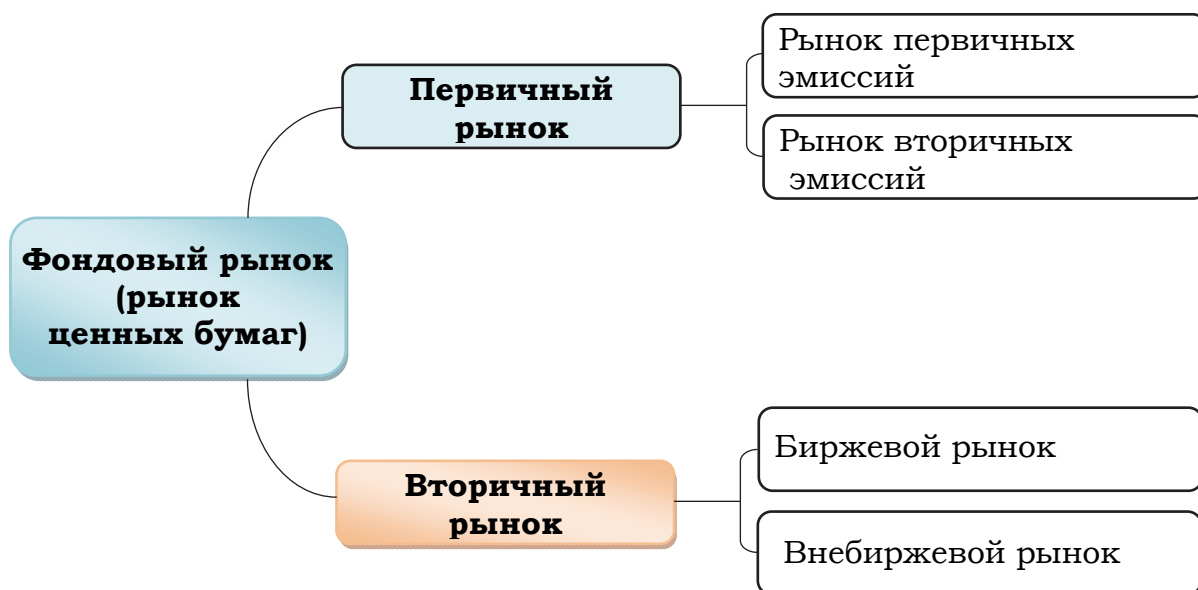 Фондовый рынок
(рынок
ценных бумаг)
Первичный
рынок
Рынок первичных
эмиссий
Рынок вторичных
эмиссий
Вторичный
рынок
Биржевой рынок
Внебиржевой рынок